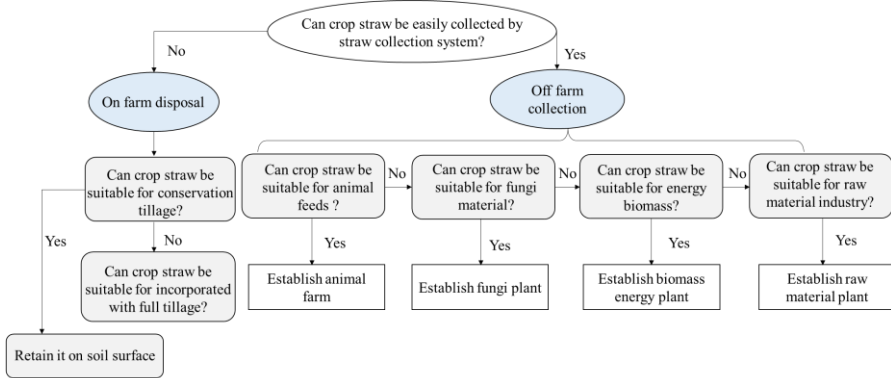 Can crop straw be easily collected by
straw collection system?
No
Yes
On farm disposal
Off farm
collection
Can crop straw be
suitable for conservation
tillage?
Can crop straw be
suitable for animal
feeds ?
No
Can crop straw be
suitable for fungi
material?
No
Can crop straw be
suitable for energy
biomass?
No
Can crop straw be
suitable for raw
material industry?
Yes
No
Yes
Yes
Yes
Yes
Can crop straw be
suitable for incorporated
with full tillage?
Establish animal
farm
Establish fungi plant
Establish biomass
energy plant
Establish raw
material plant
Retain it on soil surface